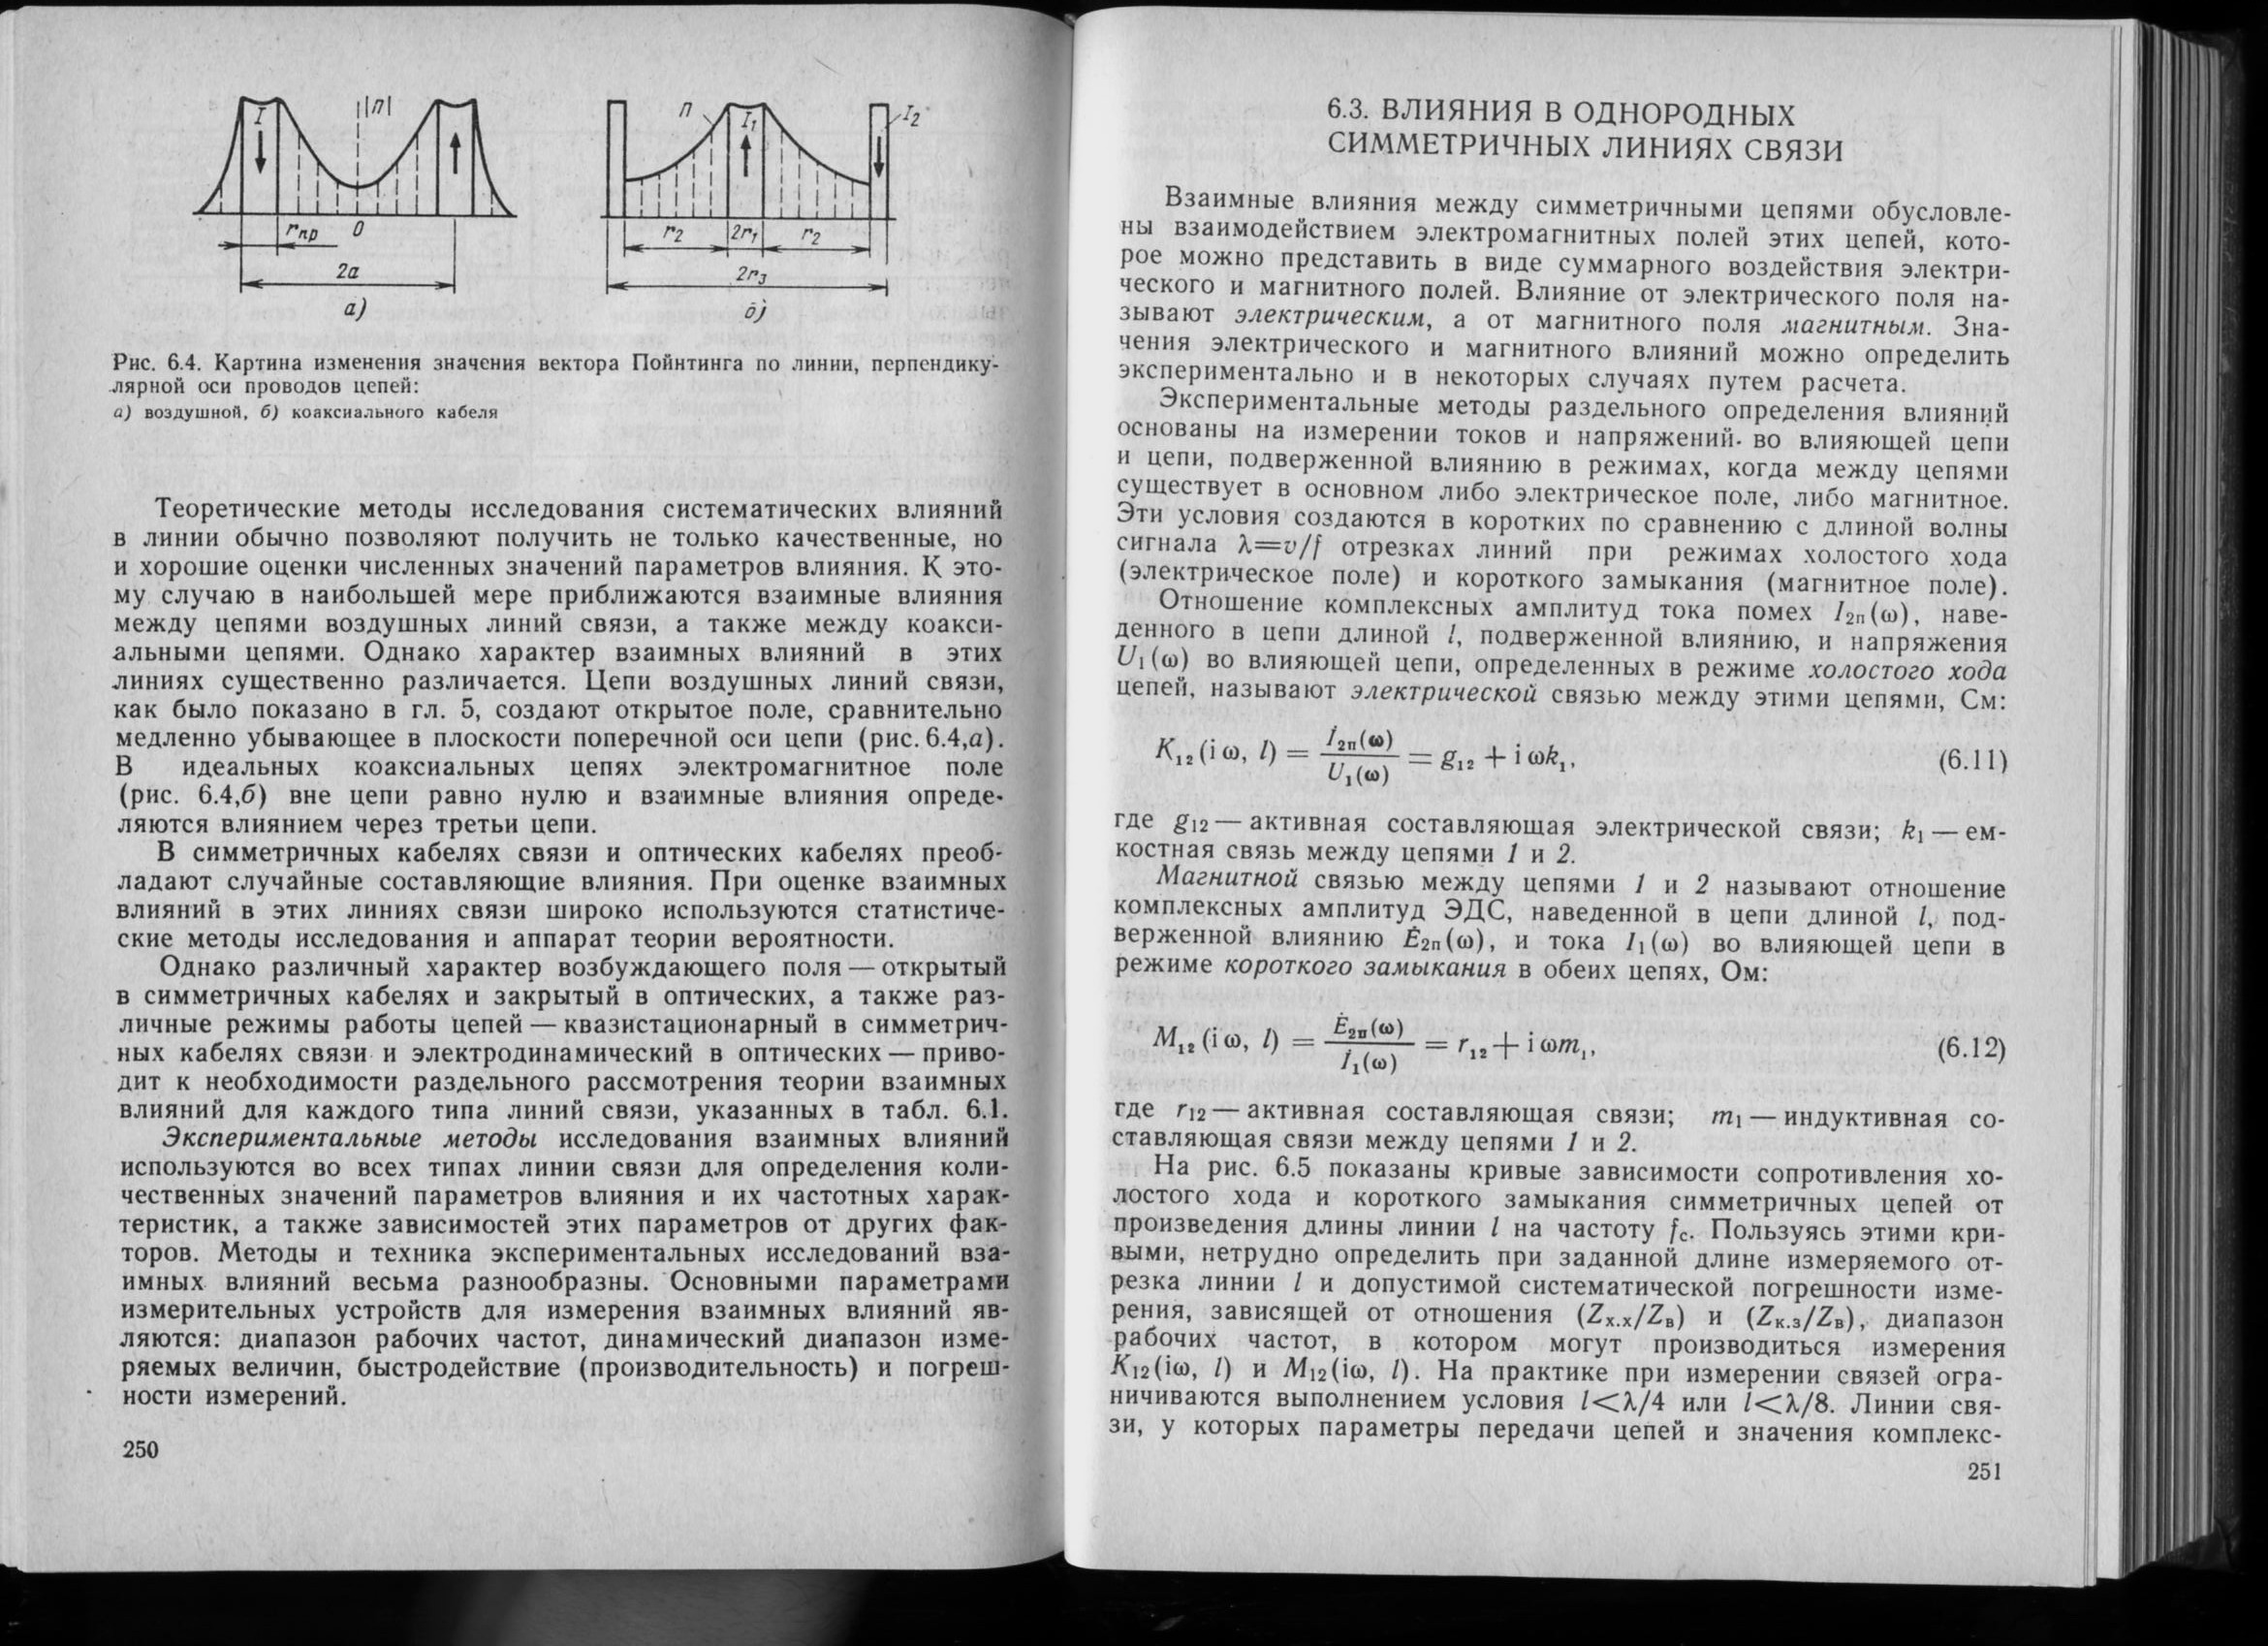 I
|П|
r пр
0
2a
а)
П
I₁
I₂
r₂
2r₁
r₂
2r₃
б)
Рис. 6.4. Картина изменения значения вектора Пойнтинга по линии, перпендику-
лярной оси проводов цепей:
а) воздушной, б) коаксиального кабеля
Теоретические методы исследования систематических влияний
в линии обычно позволяют получить не только качественные, но
и хорошие оценки численных значений параметров влияния. К это-
му случаю в наибольшей мере приближаются взаимные влияния
между цепями воздушных линий связи, а также между коакси-
альными цепями. Однако характер взаимных влияний в этих
линиях существенно различается. Цепи воздушных линий связи,
как было показано в гл. 5, создают открытое поле, сравнительно
медленно убывающее в плоскости поперечной оси цепи (рис. 6.4,а).
В идеальных коаксиальных цепях электромагнитное поле
(рис. 6.4,б) вне цепи равно нулю и взаимные влияния опреде-
ляются влиянием через третьи цепи.
В симметричных кабелях связи и оптических кабелях преоб-
ладают случайные составляющие влияния. При оценке взаимных
влияний в этих линиях связи широко используются статистиче-
ские методы исследования и аппарат теории вероятности.
Однако различный характер возбуждающего поля — открытый
в симметричных кабелях и закрытый в оптических, а также раз-
личные режимы работы цепей — квазистационарный в симметрич-
ных кабелях связи и электродинамический в оптических — приво-
дит к необходимости раздельного рассмотрения теории взаимных
влияний для каждого типа линий связи, указанных в табл. 6.1.
Экспериментальные методы исследования взаимных влияний
используются во всех типах линии связи для определения коли-
чественных значений параметров влияния и их частотных харак-
теристик, а также зависимостей этих параметров от других фак-
торов. Методы и техника экспериментальных исследований вза-
имных влияний весьма разнообразны. Основными параметрами
измерительных устройств для измерения взаимных влияний яв-
ляются: диапазон рабочих частот, динамический диапазон изме-
ряемых величин, быстродействие (производительность) и погреш-
ности измерений.
250
6.3. ВЛИЯНИЯ В ОДНОРОДНЫХ
СИММЕТРИЧНЫХ ЛИНИЯХ СВЯЗИ
Взаимные влияния между симметричными цепями обусловле-
ны взаимодействием электромагнитных полей этих цепей, кото-
рое можно представить в виде суммарного воздействия электри-
ческого и магнитного полей. Влияние от электрического поля на-
зывают электрическим, а от магнитного поля магнитным. Зна-
чения электрического и магнитного влияний можно определить
экспериментально и в некоторых случаях путем расчета.
Экспериментальные методы раздельного определения влияний
основаны на измерении токов и напряжений во влияющей цепи
и цепи, подверженной влиянию в режимах, когда между цепями
существует в основном либо электрическое поле, либо магнитное.
Эти условия создаются в коротких по сравнению с длиной волны
сигнала λ=v/f отрезках линий при режимах холостого хода
(электрическое поле) и короткого замыкания (магнитное поле).
Отношение комплексных амплитуд тока помех İ₂ₙ(ω), наве-
денного в цепи длиной l, подверженной влиянию, и напряжения
U̇₁(ω) во влияющей цепи, определенных в режиме холостого хода
цепей, называют электрической связью между этими цепями, См:
K₁₂(i ω, l) = İ₂п(ω) / U̇₁(ω) = g₁₂ + i ωk₁, (6.11)
где g₁₂ — активная составляющая электрической связи; k₁ — ем-
костная связь между цепями 1 и 2.
Магнитной связью между цепями 1 и 2 называют отношение
комплексных амплитуд ЭДС, наведенной в цепи длиной l, под-
верженной влиянию Ė₂п(ω), и тока İ₁(ω) во влияющей цепи в
режиме короткого замыкания в обеих цепях, Ом:
M₁₂(i ω, l) = Ė₂п(ω) / İ₁(ω) = r₁₂ + i ωm₁, (6.12)
где r₁₂ — активная составляющая связи; m₁ — индуктивная со-
ставляющая связи между цепями 1 и 2.
На рис. 6.5 показаны кривые зависимости сопротивления хо-
лостого хода и короткого замыкания симметричных цепей от
произведения длины линии l на частоту f с. Пользуясь этими кри-
выми, нетрудно определить при заданной длине измеряемого от-
резка линии l и допустимой систематической погрешности изме-
рения, зависящей от отношения (Zх.х/Zв) и (Zк.з/Zв), диапазон
рабочих частот, в котором могут производиться измерения
K₁₂(iω, l) и M₁₂(iω, l). На практике при измерении связей огра-
ничиваются выполнением условия l<λ/4 или l<λ/8. Линии свя-
зи, у которых параметры передачи цепей и значения комплекс-
251